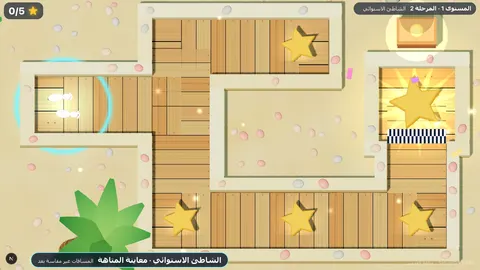 0/5
المستوى 1 · المرحلة 2 الشاطئ الاستوائي
الشاطئ الاستوائي · معاينة المتاهة المسافات غير مقاسة بعد
N